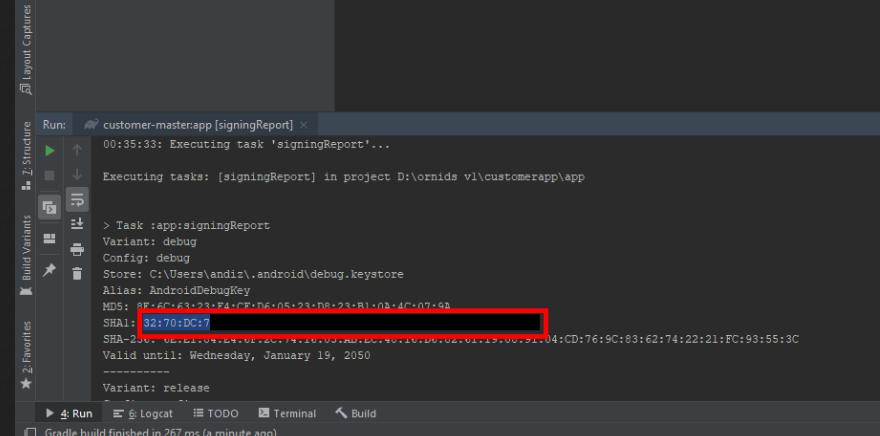 Layout Captures
Run: customer-master:app [signingReport] ×
Z: Structure
00:35:33: Executing task 'signingReport'...
Executing tasks: [signingReport] in project D:\ornids v1\customerapp\app
> Task :app:signingReport
Build Variants
Variant: debug
Config: debug
Store: C:\Users\andiz\.android\debug.keystore
Alias: AndroidDebugKey
MD5:
SHA1: 32:70:DC:7
2: Favorites
SHA-256: :04:CD:76:9C:83:62:74:22:21:FC:93:55:3C
Valid until: Wednesday, January 19, 2050
----------
Variant: release
4: Run 6: Logcat TODO Terminal Build
Gradle build finished in 267 ms (a minute ago)